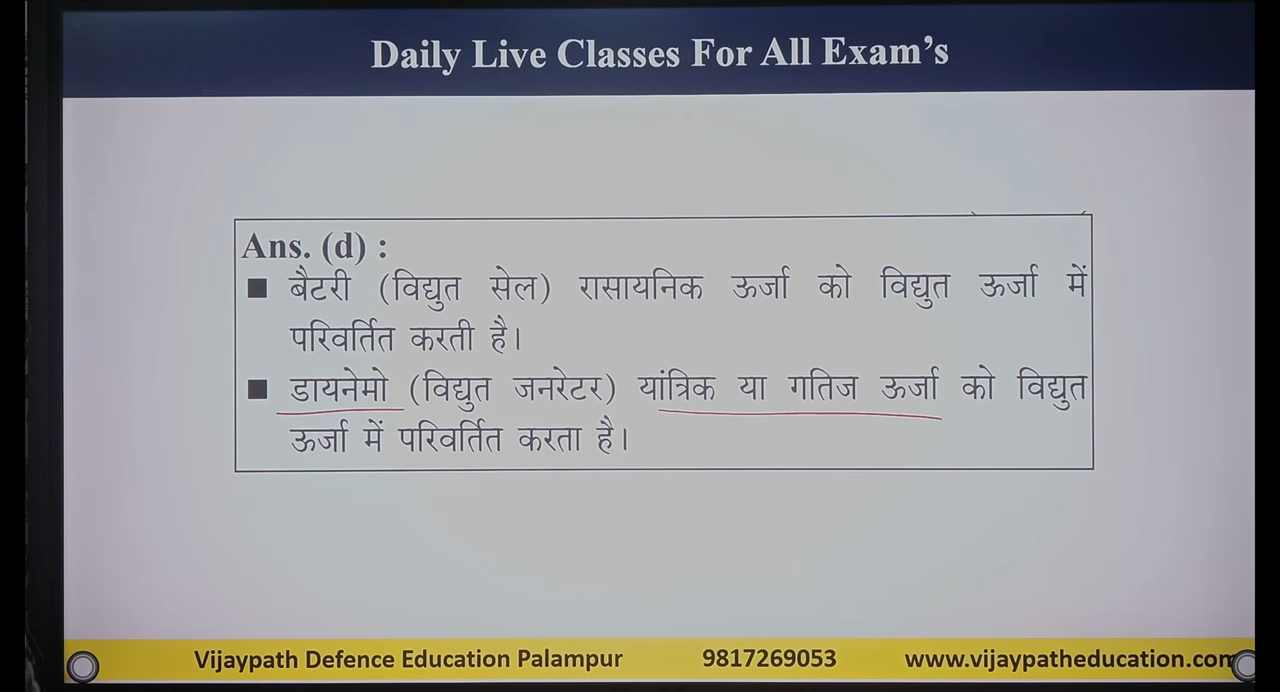 Daily Live Classes For All Exam's
Ans. (d) :
■ बैटरी (विद्युत सेल) रासायनिक ऊर्जा को विद्युत ऊर्जा में
परिवर्तित करती है।
■ डायनेमो (विद्युत जनरेटर) यांत्रिक या गतिज ऊर्जा को विद्युत
ऊर्जा में परिवर्तित करता है।
Vijaypath Defence Education Palampur 9817269053 www.vijaypatheducation.com